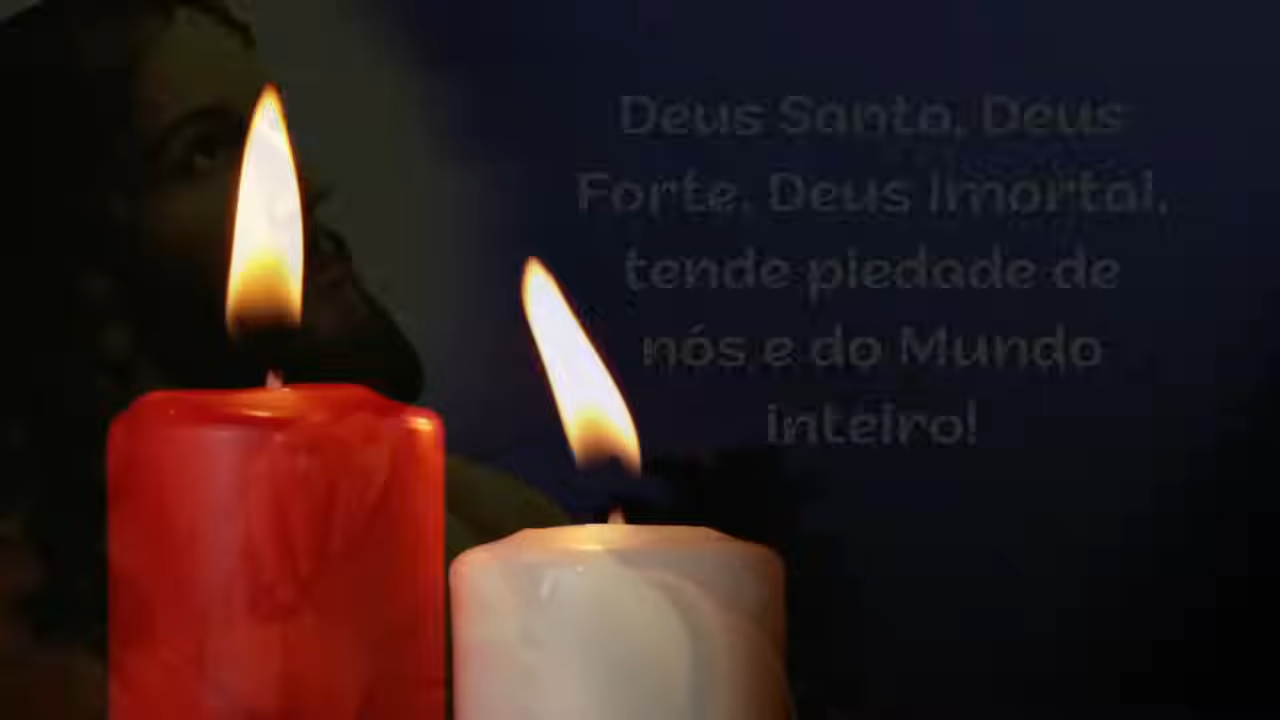 Deus Santo, Deus
Forte, Deus Imortal,
tende piedade de
nós e do Mundo
inteiro!